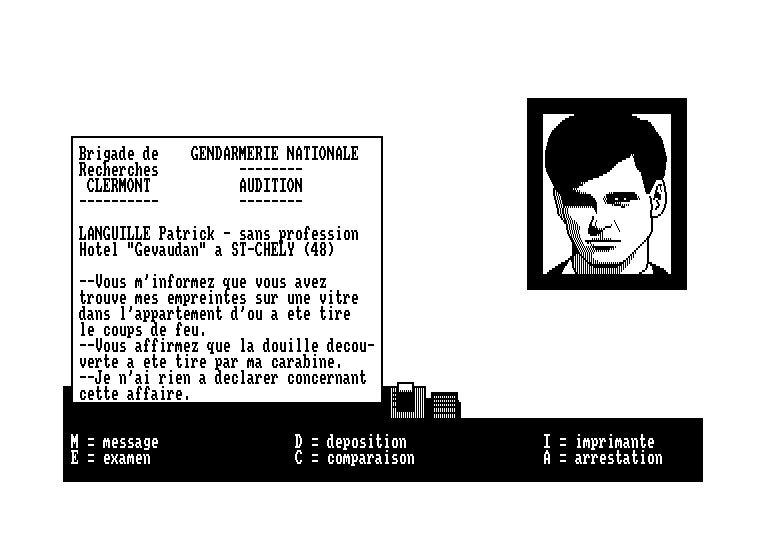 Brigade de GENDARMERIE NATIONALE
Recherches --------
CLERMONT AUDITION
---------- --------
LANGUILLE Patrick - sans profession
Hotel "Gevaudan" a ST-CHELY (48)
--Vous m'informez que vous avez
trouve mes empreintes sur une vitre
dans l'appartement d'ou a ete tire
le coups de feu.
--Vous affirmez que la douille decou-
verte a ete tire par ma carabine.
--Je n'ai rien a declarer concernant
cette affaire.
M = message D = deposition I = imprimante
E = examen C = comparaison A = arrestation